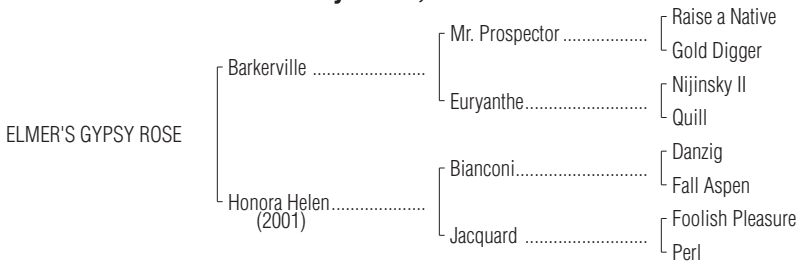 Raise a Native
Mr. Prospector ....................
Gold Digger
Barkerville ..........................
Nijinsky II
Euryanthe............................
Quill
ELMER'S GYPSY ROSE
Danzig
Bianconi..............................
Fall Aspen
Honora Helen......................
(2001)
Foolish Pleasure
Jacquard ............................
Perl